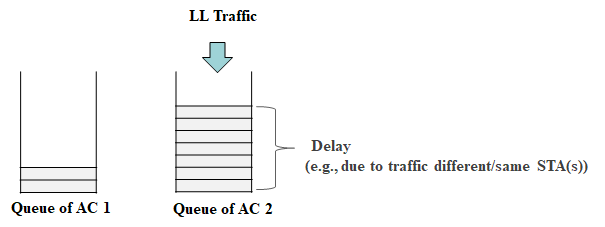 LL Traffic
Delay
(e.g., due to traffic different/same STA(s))
Queue of AC 1
Queue of AC 2